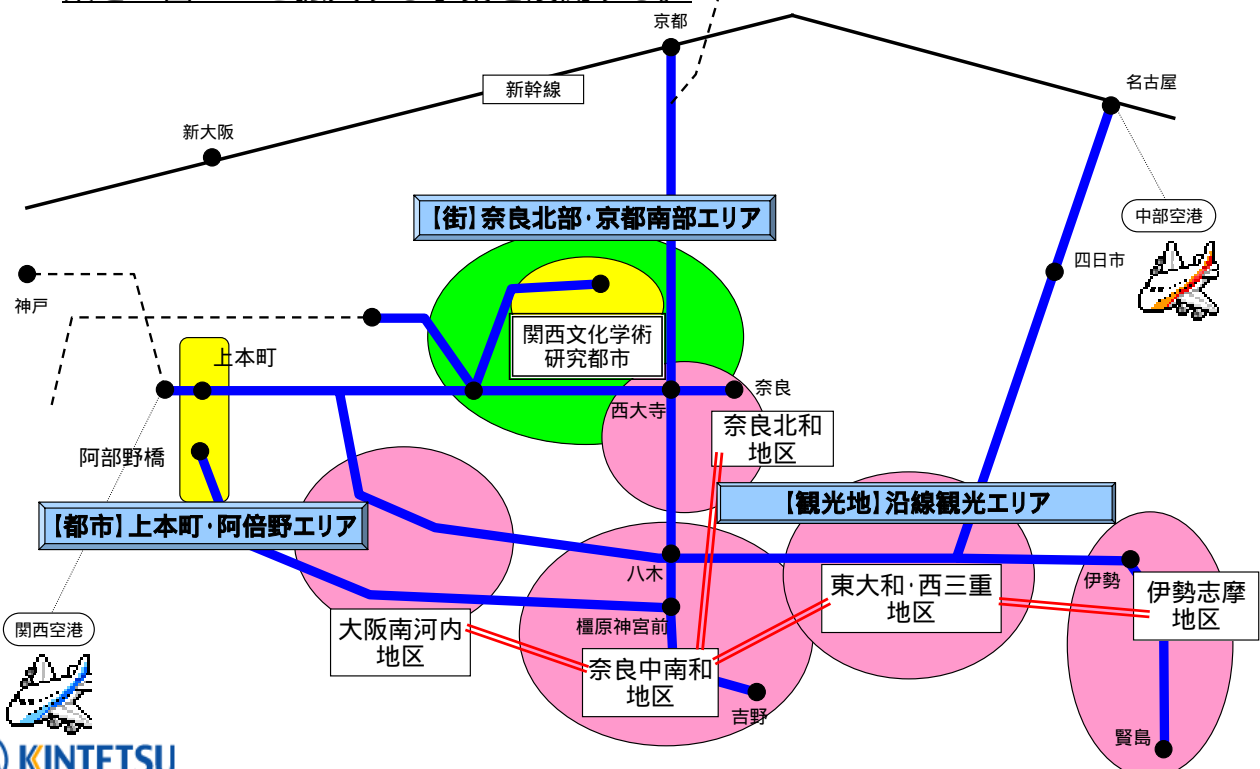 京都
名古屋
新幹線
新大阪
【街】奈良北部・京都南部エリア
中部空港
四日市
神戸
関西文化学術
研究都市
上本町
奈良
西大寺
奈良北和
地区
阿部野橋
【観光地】沿線観光エリア
【都市】上本町・阿倍野エリア
八木
伊勢
東大和・西三重
地区
伊勢志摩
地区
関西空港
大阪南河内
地区
橿原神宮前
奈良中南和
地区
吉野
賢島
KINTETSU